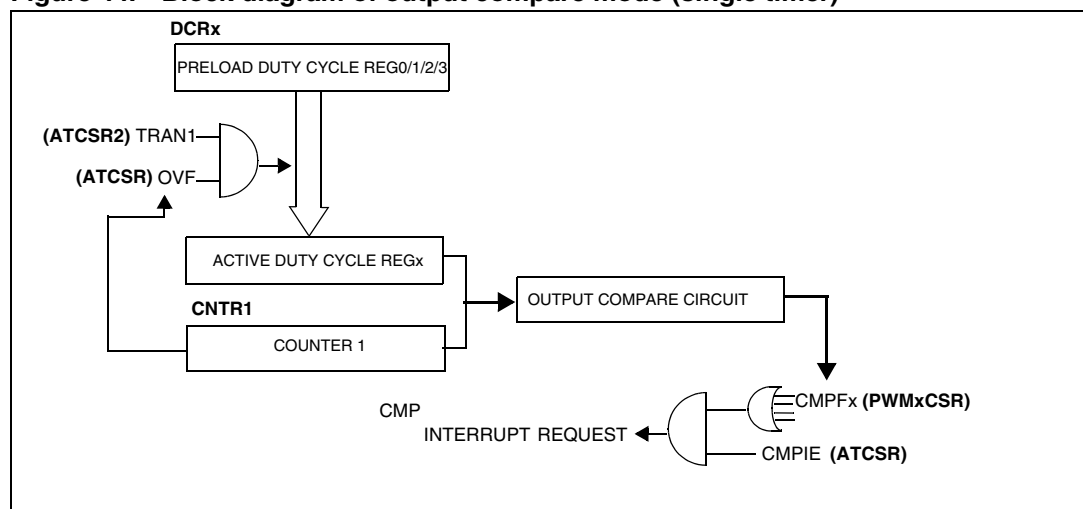 Figure 44. Block diagram of output compare mode (single timer)
DCRx
PRELOAD DUTY CYCLE REG0/1/2/3
(ATCSR2) TRAN1
(ATCSR) OVF
ACTIVE DUTY CYCLE REGx
CNTR1
OUTPUT COMPARE CIRCUIT
COUNTER 1
CMP
INTERRUPT REQUEST
CMPFx (PWMxCSR)
CMPIE (ATCSR)